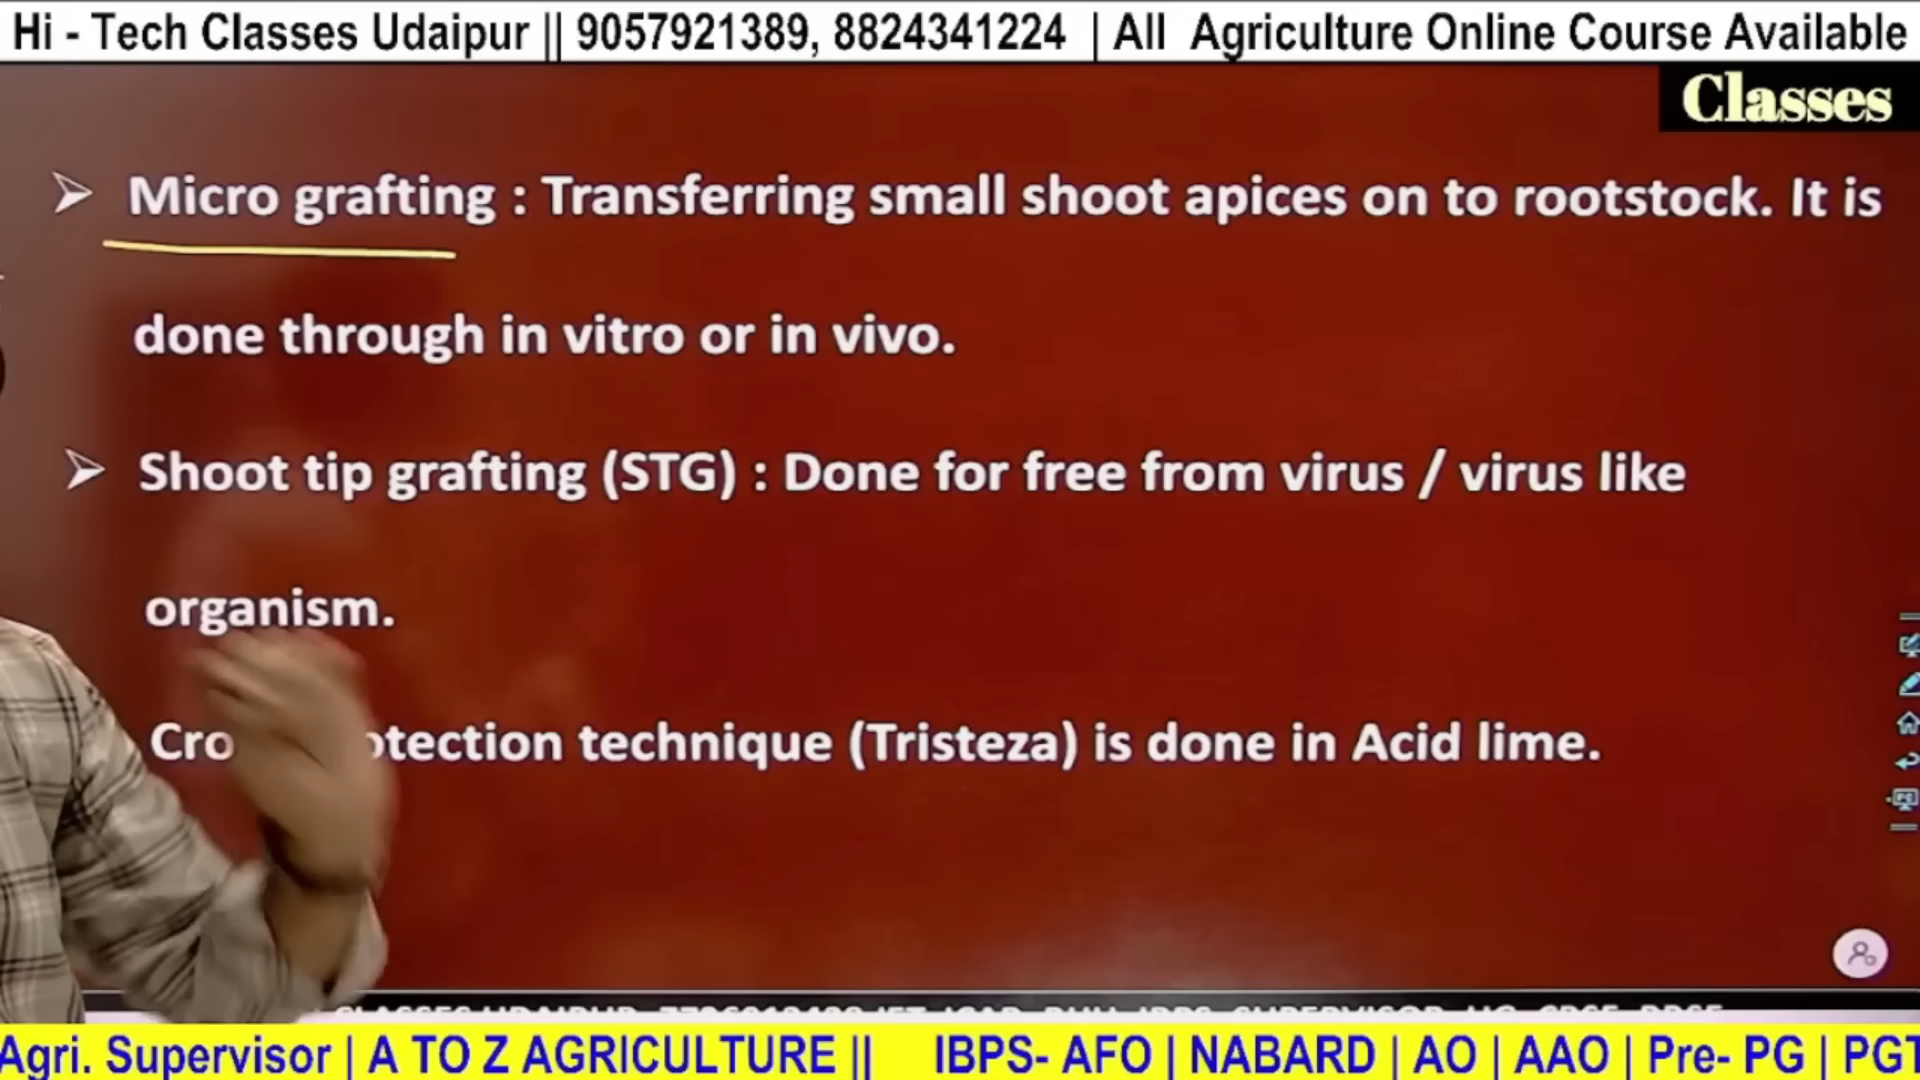 Hi - Tech Classes Udaipur || 9057921389, 8824341224 | All Agriculture Online Course Available
Classes
➢ Micro grafting : Transferring small shoot apices on to rootstock. It is
done through in vitro or in vivo.
➢ Shoot tip grafting (STG) : Done for free from virus / virus like
organism.
technique (Tristeza) is done in Acid lime.
Agri. Supervisor | A TO Z AGRICULTURE || IBPS- AFO | NABARD | AO | AAO | Pre- PG | PGT